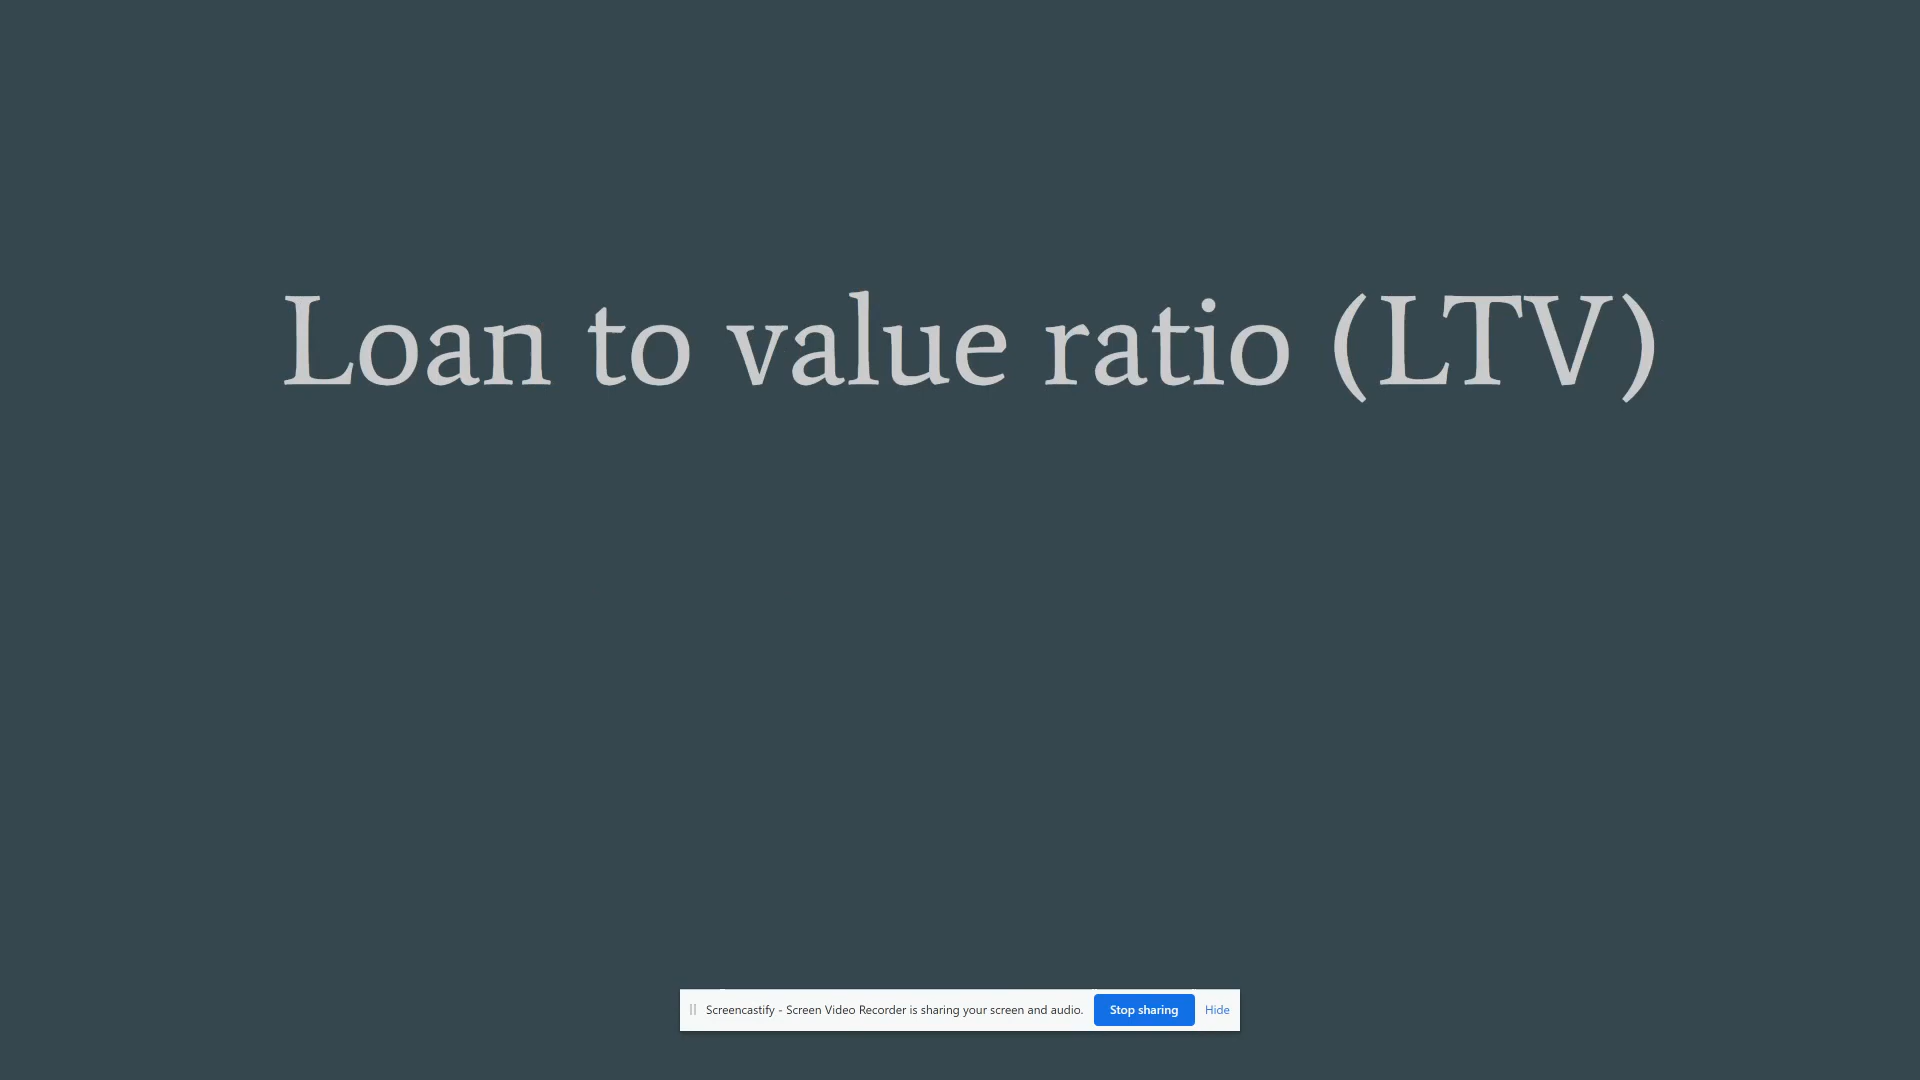 Loan to value ratio (LTV)
Screencastify - Screen Video Recorder is sharing your screen and audio. Stop sharing Hide